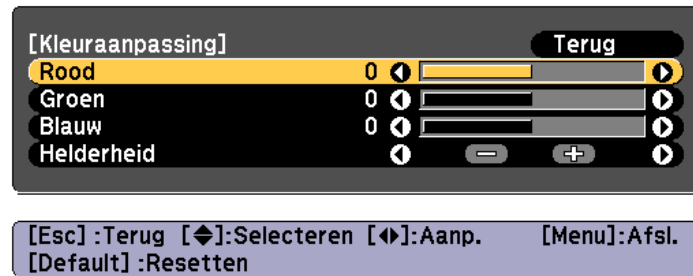 [Kleuraanpassing] Terug
Rood 0
Groen 0
Blauw 0
Helderheid
[Esc] :Terug [◆]:Selecteren [◂▸]:Aanp. [Menu]:Afsl.
[Default] :Resetten